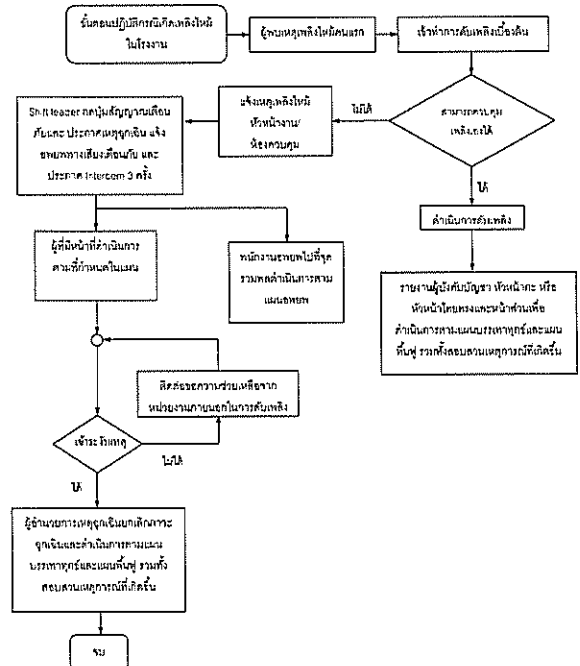 ขั้นตอนปฏิบัติกรณีเกิดเพลิงไหม้
ในโรงงาน
ผู้พบเหตุเพลิงไหม้คนแรก
เข้าทำการดับเพลิงเบื้องต้น
สามารถควบคุม
เพลิงเองได้
ไม่ได้
แจ้งเหตุเพลิงไหม้
หัวหน้างาน/
ห้องควบคุม
Shift leader กดปุ่มสัญญาณเตือน
ภัยและ ประกาศเหตุฉุกเฉิน แจ้ง
อพยพทางเสียงเตือนภัย และ
ประกาศ Intercom 3 ครั้ง
ได้
ดำเนินการดับเพลิง
รายงานผู้บังคับบัญชา หัวหน้ากะ หรือ
หัวหน้าโดยตรงและหน้าส่วนเพื่อ
ดำเนินการตามแผนบรรเทาทุกข์และแผน
ฟื้นฟู รวมทั้งสอบสวนเหตุการณ์ที่เกิดขึ้น
ผู้ที่มีหน้าที่ดำเนินการ
ตามที่กำหนดในแผน
พนักงานอพยพไปที่จุด
รวมพลดำเนินการตาม
แผนอพยพ
ติดต่อขอความช่วยเหลือจาก
หน่วยงานภายนอกในการดับเพลิง
เข้าระงับเหตุ
ไม่ได้
ได้
ผู้อำนวยการเหตุฉุกเฉินยกเลิกภาวะ
ฉุกเฉินและดำเนินการตามแผน
บรรเทาทุกข์และแผนฟื้นฟู รวมทั้ง
สอบสวนเหตุการณ์ที่เกิดขึ้น
จบ